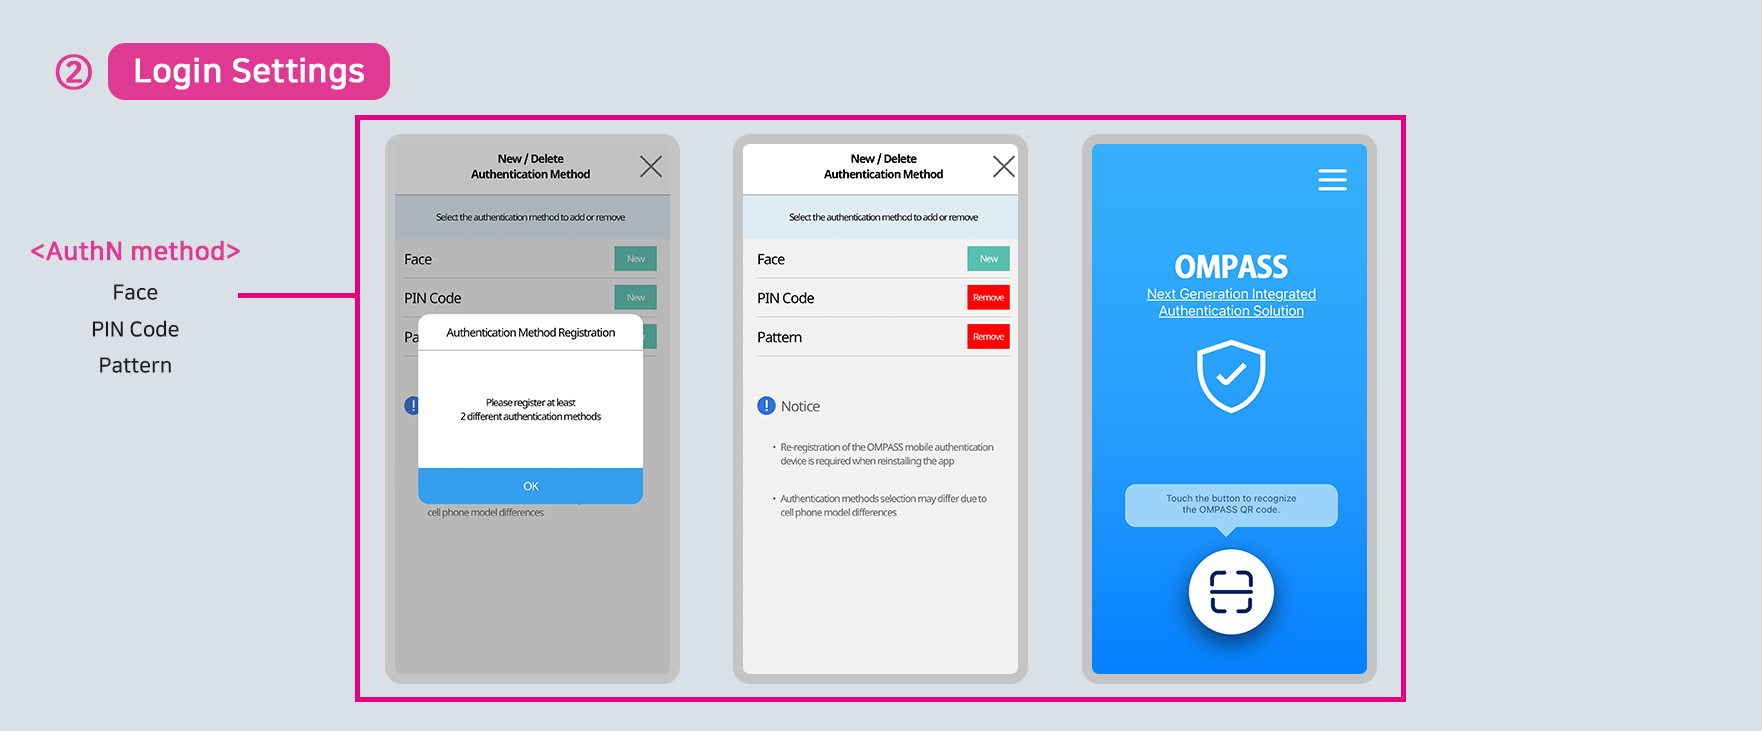 ② Login Settings
<AuthN method>
Face
PIN Code
Pattern
New / Delete
Authentication Method
Select the authentication method to add or remove
Face New
PIN Code New
Authentication Method Registration
Please register at least
2 different authentication methods
OK
cell phone model differences
New / Delete
Authentication Method
Select the authentication method to add or remove
Face New
PIN Code Remove
Pattern Remove
! Notice
• Re-registration of the OMPASS mobile authentication
device is required when reinstalling the app
• Authentication methods selection may differ due to
cell phone model differences
OMPASS
Next Generation Integrated
Authentication Solution
Touch the button to recognize
the OMPASS QR code.